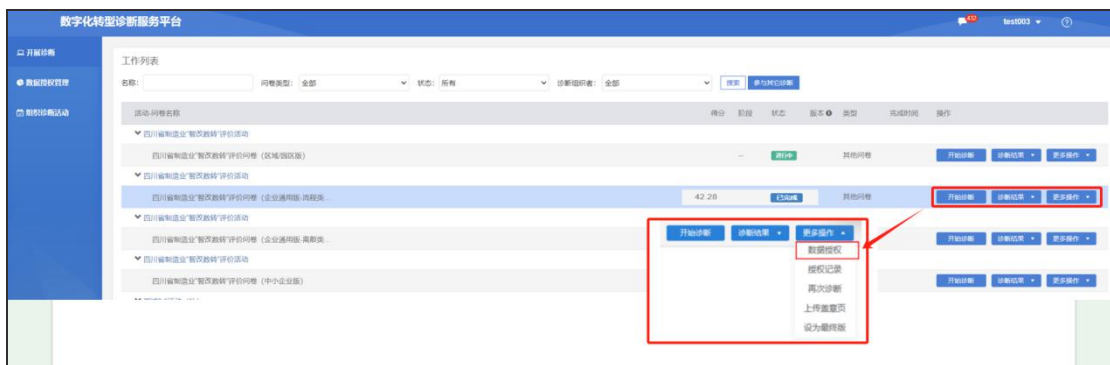 数字化转型诊断服务平台
412
test003
开展诊断
数据授权管理
组织诊断活动
工作列表
名称: 问卷类型: 全部 状态: 所有 诊断组织者: 全部 搜索 参与其它诊断
活动-问卷名称 得分 阶段 状态 版本 类型 完成时间 操作
四川省制造业“智改数转”评价活动
四川省制造业“智改数转”评价问卷（区域/园区版） -- 进行中 其他问卷 开始诊断 诊断结果 更多操作
四川省制造业“智改数转”评价活动
四川省制造业“智改数转”评价问卷（企业通用版-流程类... 42.28 已完成 其他问卷 开始诊断 诊断结果 更多操作
四川省制造业“智改数转”评价活动
四川省制造业“智改数转”评价问卷（企业通用版-离散类... 开始诊断 诊断结果 更多操作
四川省制造业“智改数转”评价活动
四川省制造业“智改数转”评价问卷（中小企业版） 开始诊断 诊断结果 更多操作
开始诊断 诊断结果 更多操作
数据授权
授权记录
再次诊断
上传盖章页
设为最终版